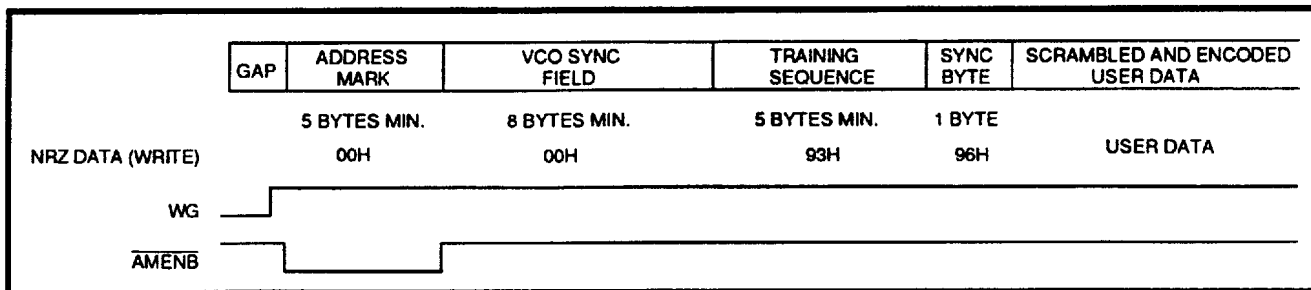 GAP ADDRESS MARK VCO SYNC FIELD TRAINING SEQUENCE SYNC BYTE SCRAMBLED AND ENCODED USER DATA
5 BYTES MIN. 8 BYTES MIN. 5 BYTES MIN. 1 BYTE
NRZ DATA (WRITE) 00H 00H 93H 96H USER DATA
WG
AMENB